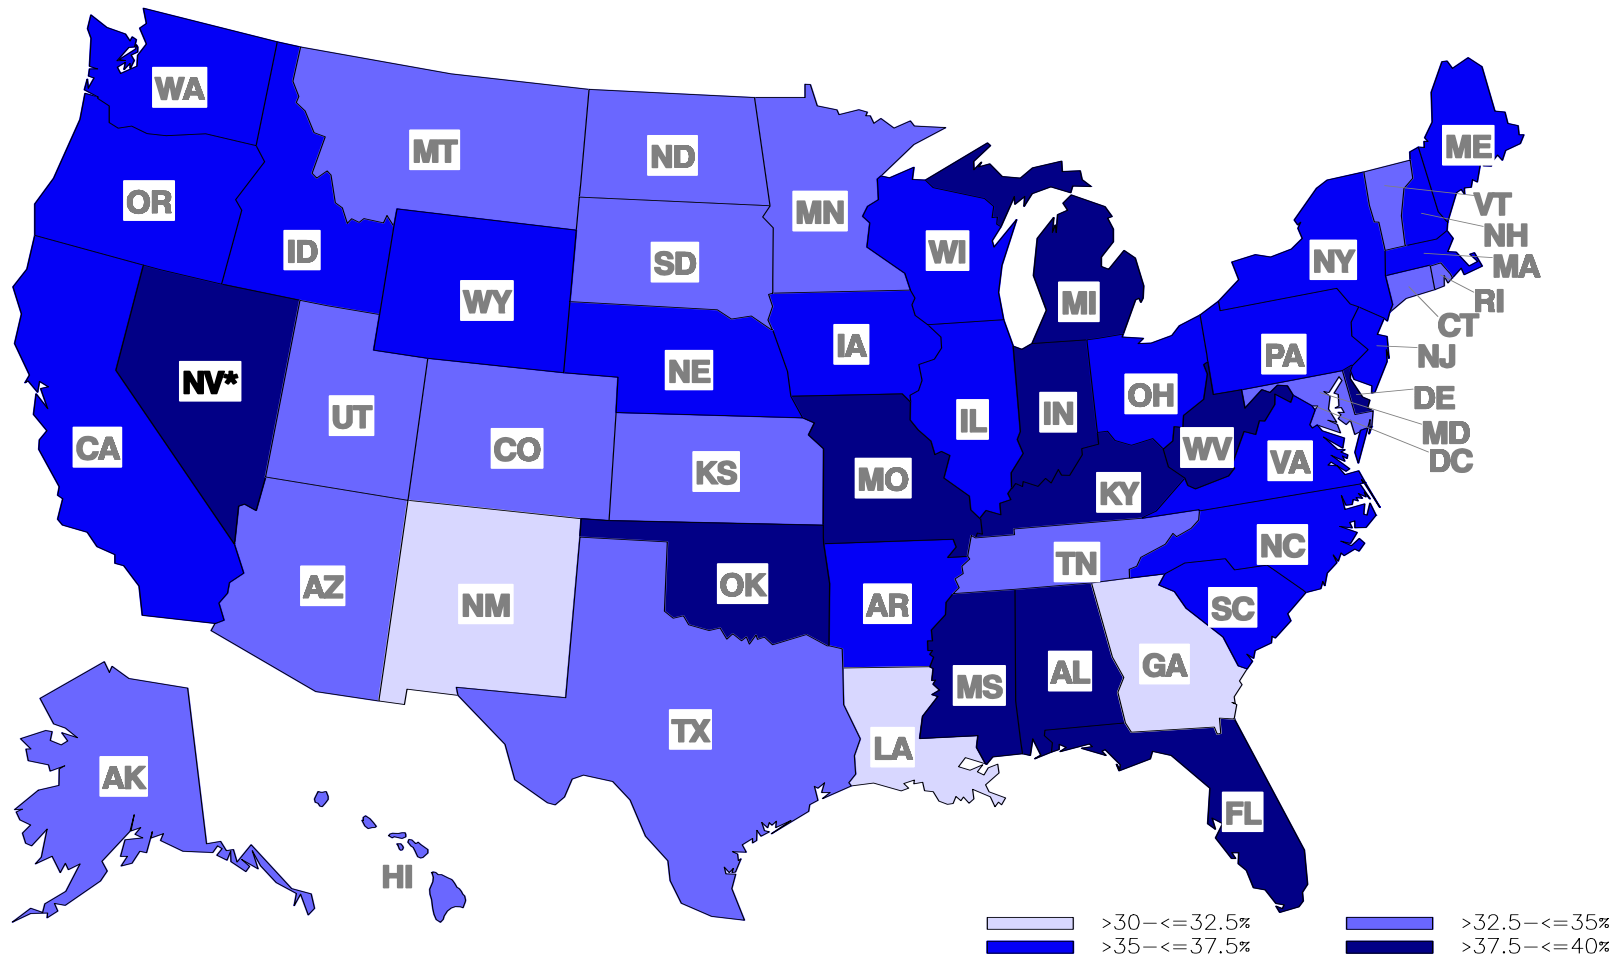 WA
ME
MT
ND
OR
MN
VT
NH
ID
SD
WI
NY
MA
WY
MI
RI
IA
CT
PA
NJ
NV*
NE
UT
OH
DE
IN
CA
CO
IL
MD
WV
VA
DC
KS
MO
KY
NC
TN
AZ
OK
NM
AR
SC
GA
AL
MS
TX
LA
AK
FL
HI
>30-<=32.5% >32.5-<=35%
>35-<=37.5% >37.5-<=40%